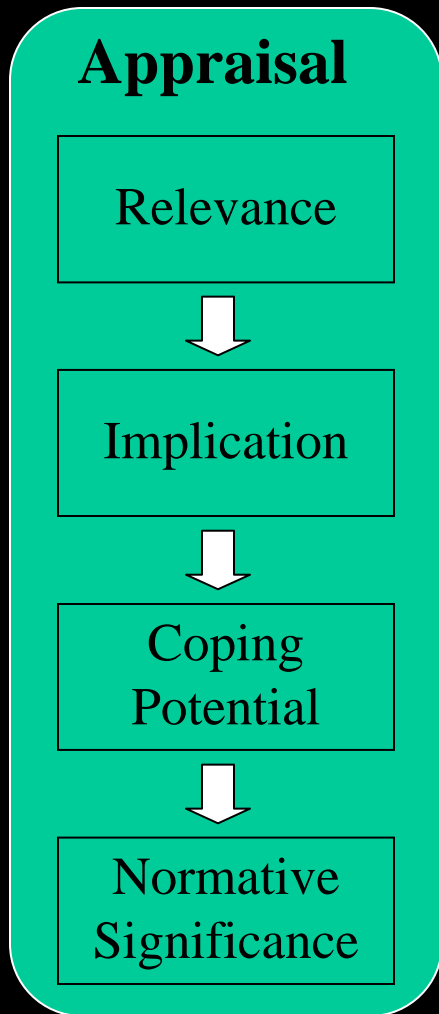 Appraisal
Relevance
Implication
Coping
Potential
Normative
Significance